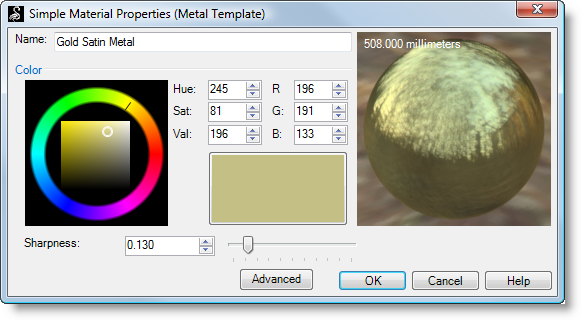 Simple Material Properties (Metal Template)
Name: Gold Satin Metal
508.000 millimeters
Color
Hue: 245 R 196
Sat: 81 G: 191
Val: 196 B: 133
Sharpness: 0.130
Advanced OK Cancel Help